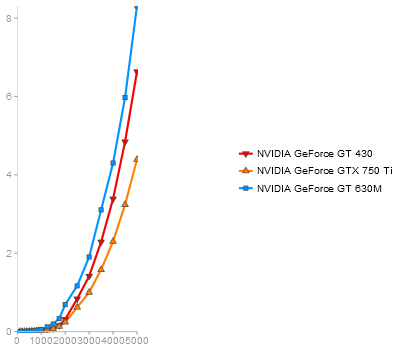 8
6
4
2
0
0 1000 2000 3000 4000 5000
NVIDIA GeForce GT 430
NVIDIA GeForce GTX 750 Ti
NVIDIA GeForce GT 630M